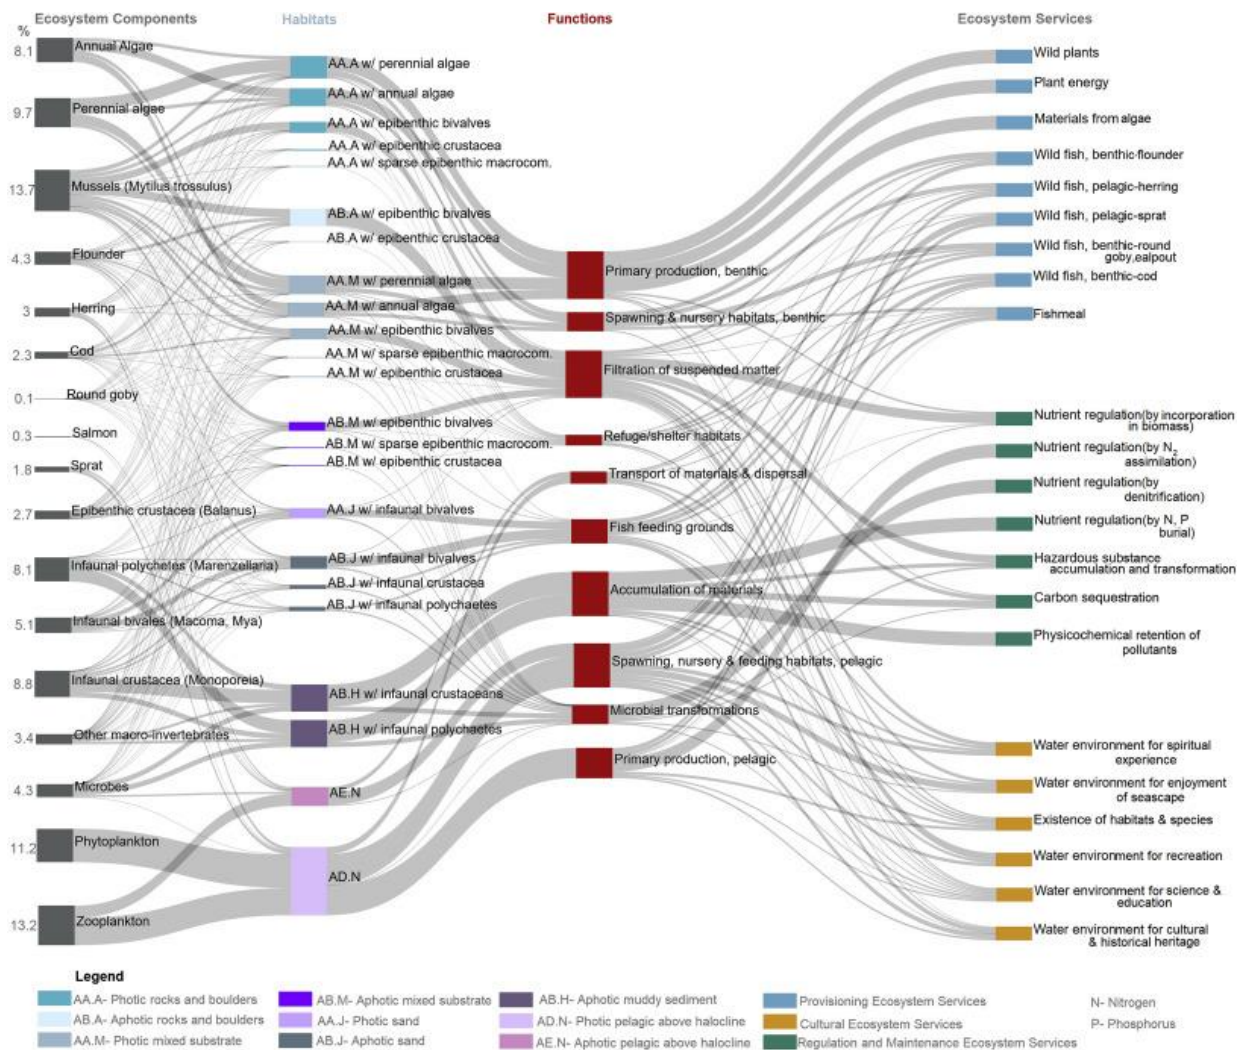 Ecosystem Components
Habitats
Functions
Ecosystem Services
%
8.1
Annual Algae
9.7
Perennial algae
13.7
Mussels (Mytilus trossulus)
4.3
Flounder
3
Herring
2.3
Cod
0.1
Round goby
0.3
Salmon
1.8
Sprat
2.7
Epibenthic crustacea (Balanus)
8.1
Infaunal polychetes (Marenzellaria)
5.1
Infaunal bivales (Macoma, Mya)
8.8
Infaunal crustacea (Monoporeia)
3.4
Other macro-invertebrates
4.3
Microbes
11.2
Phytoplankton
13.2
Zooplankton
AA.A w/ perennial algae
AA.A w/ annual algae
AA.A w/ epibenthic bivalves
AA.A w/ epibenthic crustacea
AA.A w/ sparse epibenthic macrocom.
AB.A w/ epibenthic bivalves
AB.A w/ epibenthic crustacea
AA.M w/ perennial algae
AA.M w/ annual algae
AA.M w/ epibenthic bivalves
AA.M w/ sparse epibenthic macrocom.
AA.M w/ epibenthic crustacea
AB.M w/ epibenthic bivalves
AB.M w/ sparse epibenthic macrocom.
AB.M w/ epibenthic crustacea
AA.J w/ infaunal bivalves
AB.J w/ infaunal bivalves
AB.J w/ infaunal crustacea
AB.J w/ infaunal polychaetes
AB.H w/ infaunal crustaceans
AB.H w/ infaunal polychaetes
AE.N
AD.N
Primary production, benthic
Spawning & nursery habitats, benthic
Filtration of suspended matter
Refuge/shelter habitats
Transport of materials & dispersal
Fish feeding grounds
Accumulation of materials
Spawning, nursery & feeding habitats, pelagic
Microbial transformations
Primary production, pelagic
Wild plants
Plant energy
Materials from algae
Wild fish, benthic-flounder
Wild fish, pelagic-herring
Wild fish, pelagic-sprat
Wild fish, benthic-round
goby,ealpout
Wild fish, benthic-cod
Fishmeal
Nutrient regulation(by incorporation
in biomass)
Nutrient regulation(by N2
assimilation)
Nutrient regulation(by
denitrification)
Nutrient regulation(by N, P
burial)
Hazardous substance
accumulation and transformation
Carbon sequestration
Physicochemical retention of
pollutants
Water environment for spiritual
experience
Water environment for enjoyment
of seascape
Existence of habitats & species
Water environment for recreation
Water environment for science &
education
Water environment for cultural
& historical heritage
Legend
AA.A- Photic rocks and boulders
AB.A- Aphotic rocks and boulders
AA.M- Photic mixed substrate
AB.M- Aphotic mixed substrate
AA.J- Photic sand
AB.J- Aphotic sand
AB.H- Aphotic muddy sediment
AD.N- Photic pelagic above halocline
AE.N- Aphotic pelagic above halocline
Provisioning Ecosystem Services
Cultural Ecosystem Services
Regulation and Maintenance Ecosystem Services
N- Nitrogen
P- Phosphorus